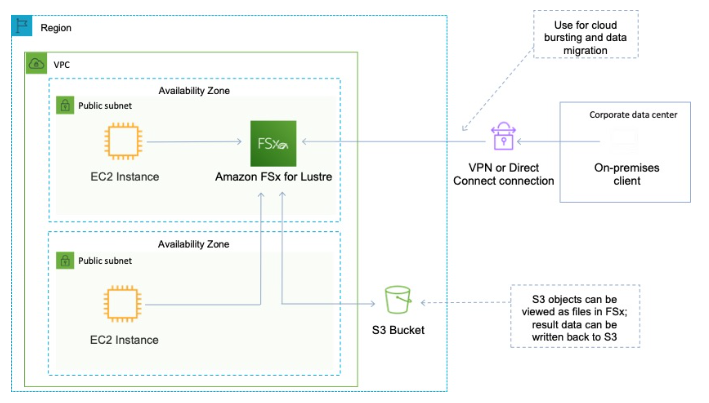 Region
Use for cloud
bursting and data
migration
VPC
Availability Zone
Public subnet
FSx
EC2 Instance
Amazon FSx for Lustre
VPN or Direct
Connect connection
Corporate data center
On-premises
client
Availability Zone
Public subnet
EC2 Instance
S3 Bucket
S3 objects can be
viewed as files in FSx;
result data can be
written back to S3